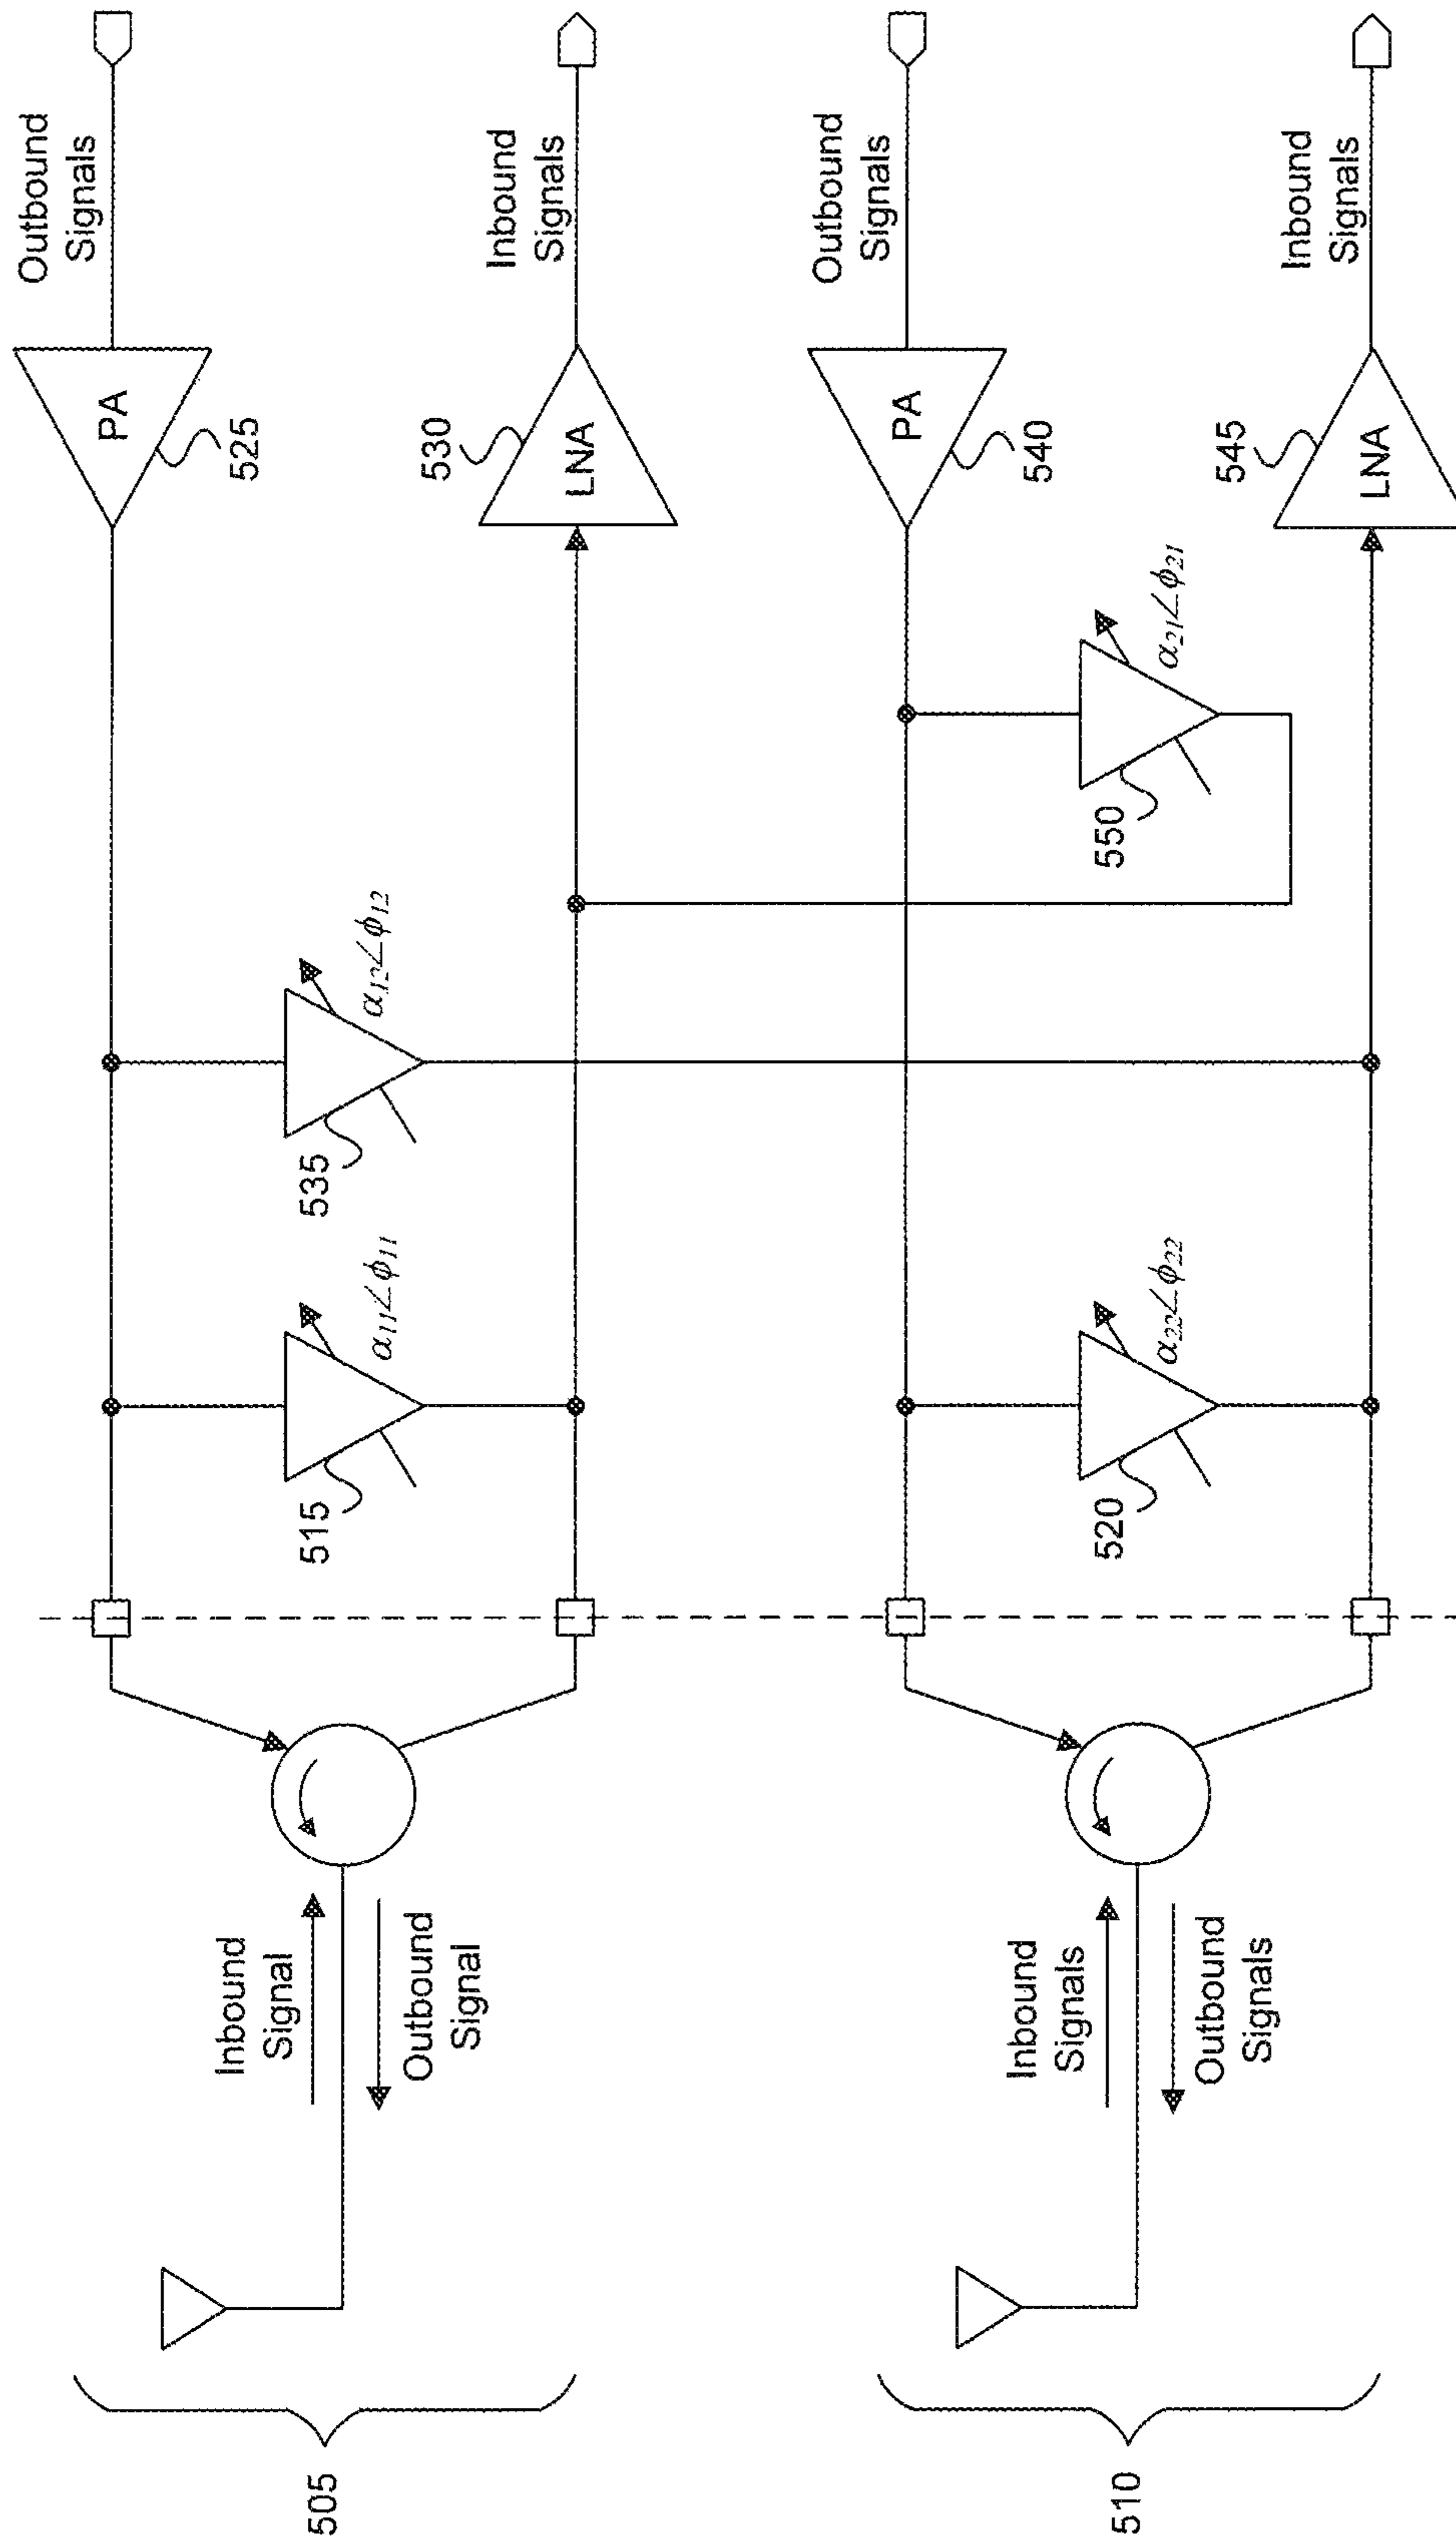 505
Inbound
Signal
Outbound
Signal
515
α₁₁∠ϕ₁₁
535
α₁₂∠ϕ₁₂
PA
525
Outbound
Signals
530
LNA
Inbound
Signals
510
Inbound
Signals
Outbound
Signals
520
α₂₂∠ϕ₂₂
550
α₂₁∠ϕ₂₁
PA
540
Outbound
Signals
545
LNA
Inbound
Signals